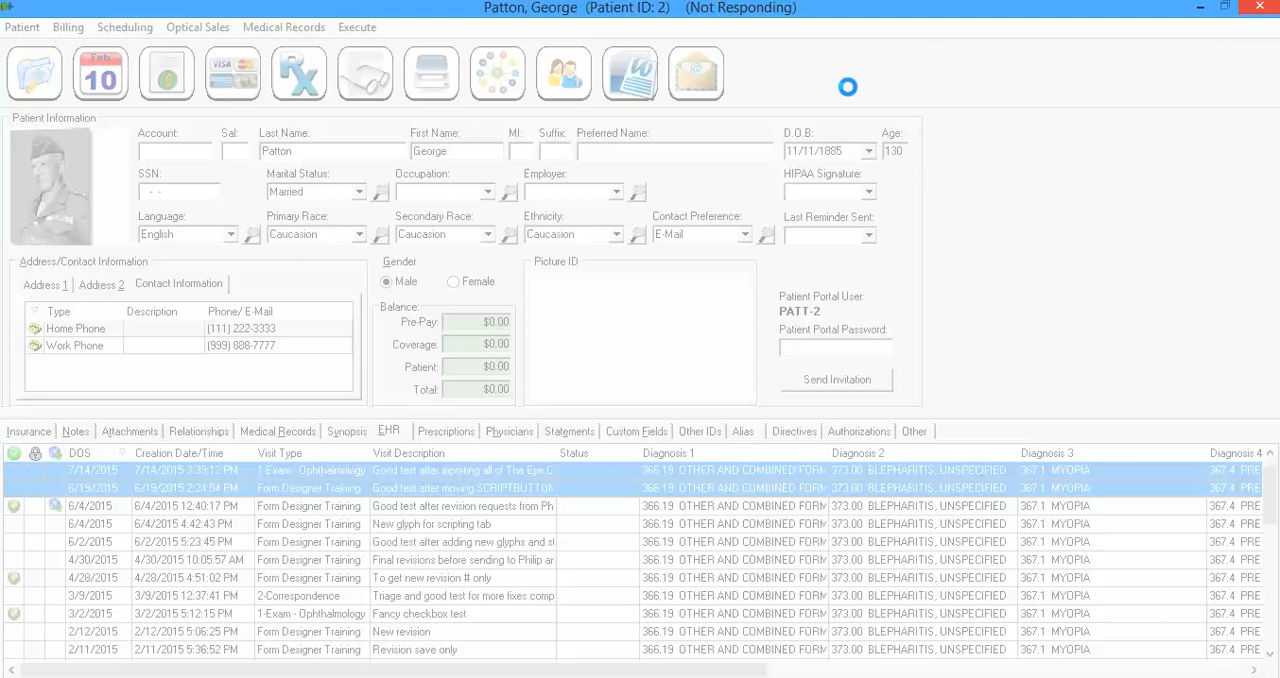 Patton, George (Patient ID: 2) (Not Responding)
Patient Billing Scheduling Optical Sales Medical Records Execute
Feb
10
VISA
Rx
W
@
Patient Information
Account: Sal: Last Name: First Name: MI: Suffix: Preferred Name: D.O.B: Age:
Patton George 11/11/1885 130
SSN: Marital Status: Occupation: Employer: HIPAA Signature:
- - Married
Language: Primary Race: Secondary Race: Ethnicity: Contact Preference: Last Reminder Sent:
English Caucasion Caucasion Caucasion E-Mail
Address/Contact Information Gender Picture ID
Address 1 Address 2 Contact Information Male Female
Type Description Phone/ E-Mail
Home Phone (111) 222-3333
Work Phone (999) 888-7777
Balance:
Pre-Pay: $0.00
Coverage: $0.00
Patient: $0.00
Total: $0.00
Patient Portal User:
PATT-2
Patient Portal Password:
Send Invitation
Insurance Notes Attachments Relationships Medical Records Synopsis EHR Prescriptions Physicians Statements Custom Fields Other IDs Alias Directives Authorizations Other
DOS Creation Date/Time Visit Type Visit Description Status Diagnosis 1 Diagnosis 2 Diagnosis 3 Diagnosis 4
7/14/2015 7/14/2015 3:39:12 PM 1-Exam - Ophthalmology Good test after importing all of Tha Eye C 366.19 OTHER AND COMBINED FORM 373.00 BLEPHARITIS, UNSPECIFIED 367.1 MYOPIA 367.4 PRE
6/19/2015 6/19/2015 2:24:54 PM Form Designer Training Good test after moving SCRIPTBUTTON 366.19 OTHER AND COMBINED FORM 373.00 BLEPHARITIS, UNSPECIFIED 367.1 MYOPIA 367.4 PRE
6/4/2015 6/4/2015 12:40:17 PM Form Designer Training Good test after revision requests from Ph 366.19 OTHER AND COMBINED FORM 373.00 BLEPHARITIS, UNSPECIFIED 367.1 MYOPIA 367.4 PRE
6/4/2015 6/4/2015 4:42:43 PM Form Designer Training New glyph for scripting tab 366.19 OTHER AND COMBINED FORM 373.00 BLEPHARITIS, UNSPECIFIED 367.1 MYOPIA 367.4 PRE
6/2/2015 6/2/2015 5:23:45 PM Form Designer Training Good test after adding new glyphs and st 366.19 OTHER AND COMBINED FORM 373.00 BLEPHARITIS, UNSPECIFIED 367.1 MYOPIA 367.4 PRE
4/30/2015 4/30/2015 10:05:57 AM Form Designer Training Final revisions before sending to Philip ar 366.19 OTHER AND COMBINED FORM 373.00 BLEPHARITIS, UNSPECIFIED 367.1 MYOPIA 367.4 PRE
4/28/2015 4/28/2015 4:51:02 PM Form Designer Training To get new revision # only 366.19 OTHER AND COMBINED FORM 373.00 BLEPHARITIS, UNSPECIFIED 367.1 MYOPIA 367.4 PRE
3/9/2015 3/9/2015 12:37:41 PM 2-Correspondence Triage and good test for more fixes comp 366.19 OTHER AND COMBINED FORM 373.00 BLEPHARITIS, UNSPECIFIED 367.1 MYOPIA 367.4 PRE
3/2/2015 3/2/2015 5:12:15 PM 1-Exam - Ophthalmology Fancy checkbox test 366.19 OTHER AND COMBINED FORM 373.00 BLEPHARITIS, UNSPECIFIED 367.1 MYOPIA 367.4 PRE
2/12/2015 2/12/2015 5:06:25 PM Form Designer Training New revision 366.19 OTHER AND COMBINED FORM 373.00 BLEPHARITIS, UNSPECIFIED 367.1 MYOPIA 367.4 PRE
2/11/2015 2/11/2015 5:36:52 PM Form Designer Training Revision save only 366.19 OTHER AND COMBINED FORM 373.00 BLEPHARITIS, UNSPECIFIED 367.1 MYOPIA 367.4 PRE